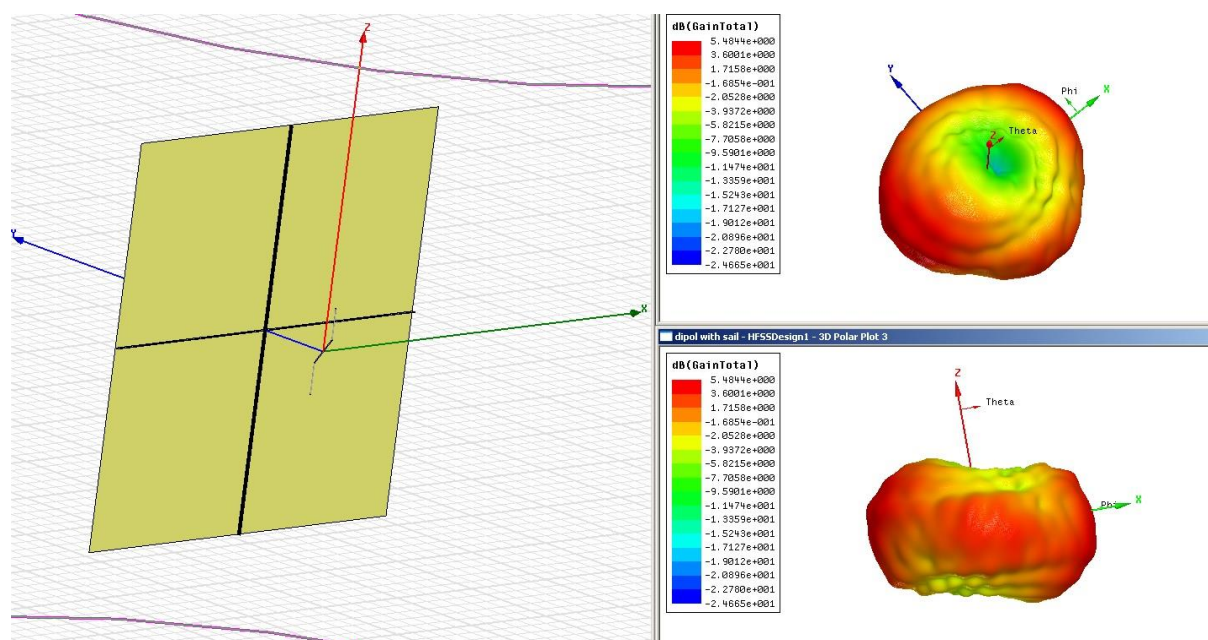 Z
Y
X
dB(GainTotal)
5.4844e+000
3.6001e+000
1.7158e+000
-1.6854e-001
-2.0528e+000
-3.9372e+000
-5.8215e+000
-7.7058e+000
-9.5901e+000
-1.1474e+001
-1.3359e+001
-1.5243e+001
-1.7127e+001
-1.9012e+001
-2.0896e+001
-2.2780e+001
-2.4665e+001
Y
Phi
X
Z
Theta
dipol with sail - HFSSDesign1 - 3D Polar Plot 3
dB(GainTotal)
5.4844e+000
3.6001e+000
1.7158e+000
-1.6854e-001
-2.0528e+000
-3.9372e+000
-5.8215e+000
-7.7058e+000
-9.5901e+000
-1.1474e+001
-1.3359e+001
-1.5243e+001
-1.7127e+001
-1.9012e+001
-2.0896e+001
-2.2780e+001
-2.4665e+001
Z
Theta
Phi
X